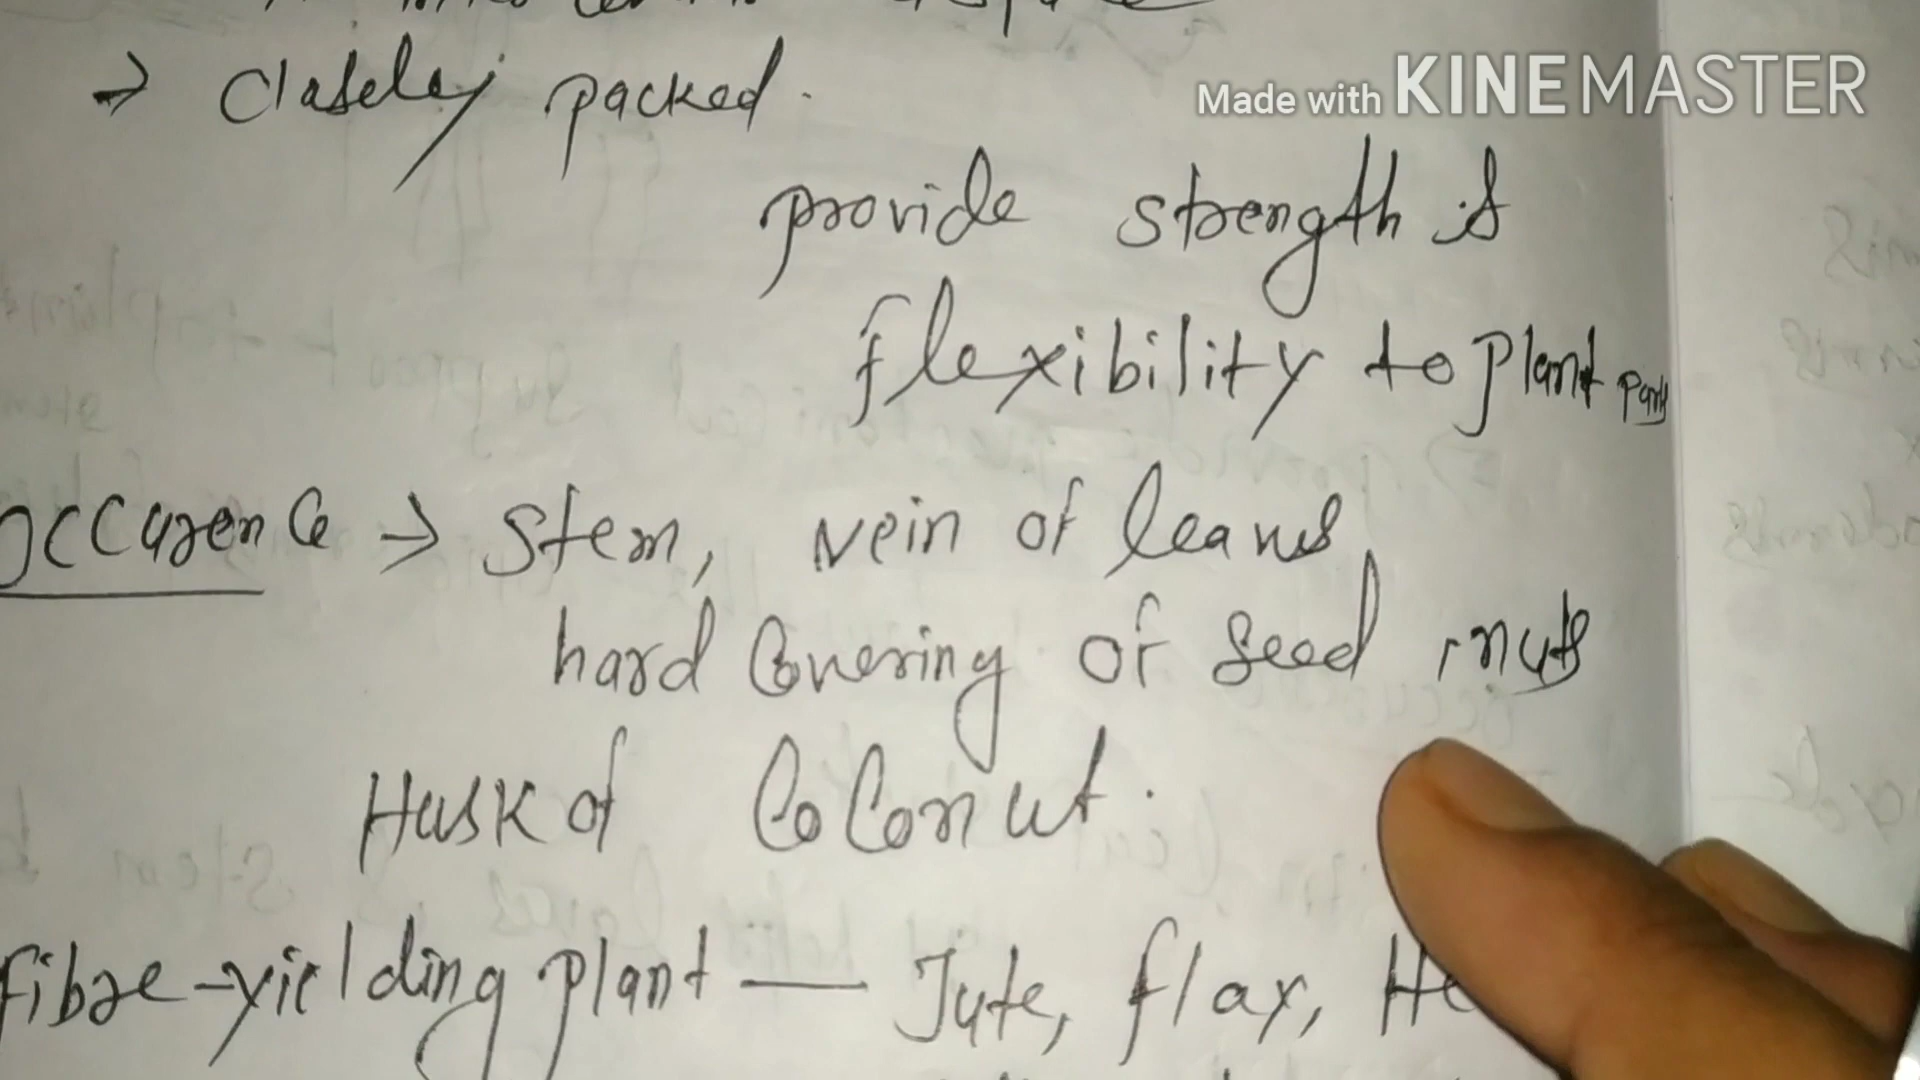 → Closely packed.
Made with KINEMASTER
provide strength &
flexibility to plant parts
Occurence → Stem, vein of leaves,
hard Covering of seed, nuts
Husk of Coconut.
Fibre-yielding plant — Jute, flax, He